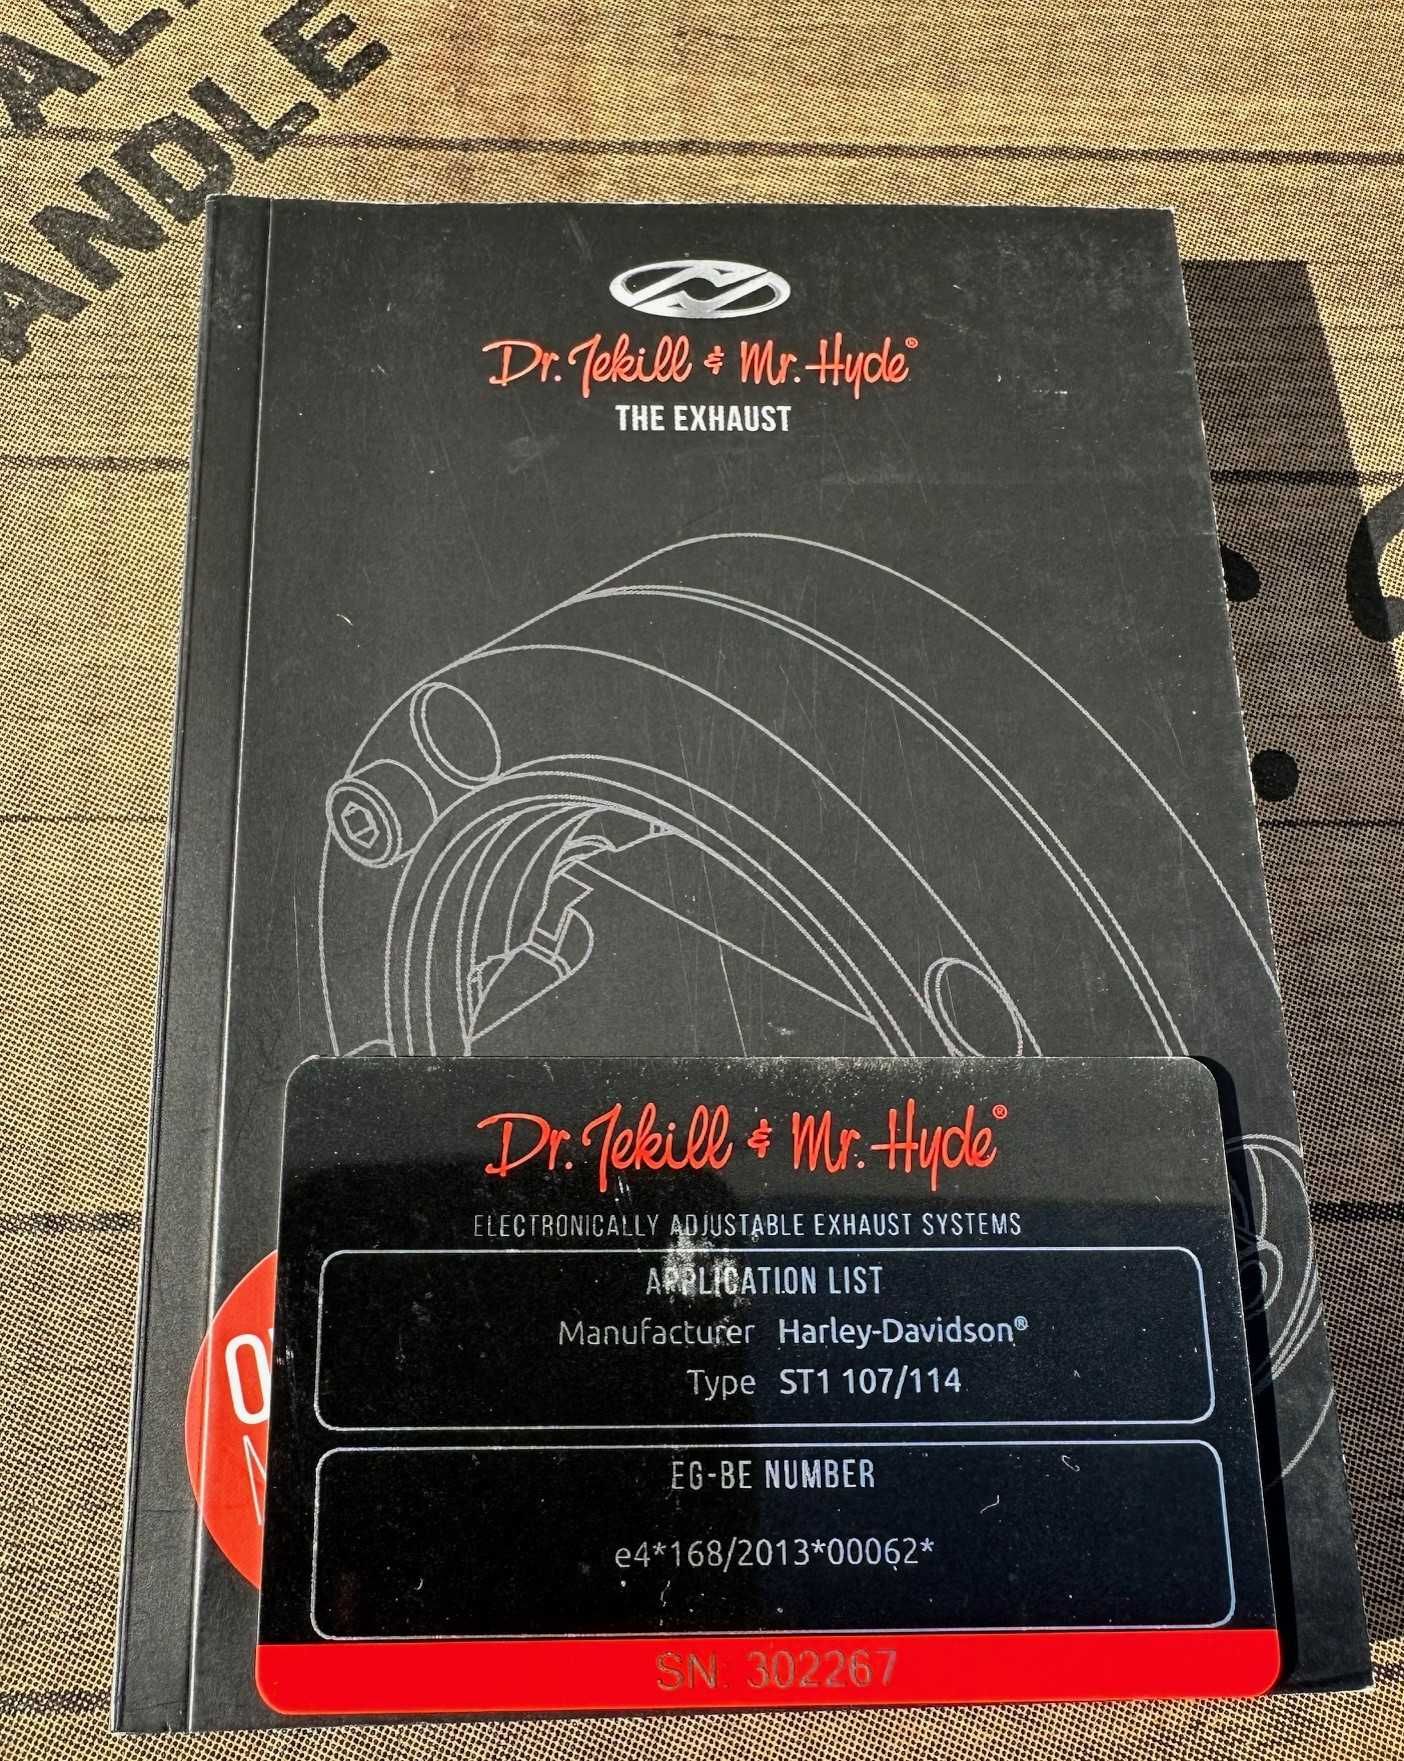 ANDLE
Dr. Jekill & Mr. Hyde®
THE EXHAUST
Dr. Jekill & Mr. Hyde®
ELECTRONICALLY ADJUSTABLE EXHAUST SYSTEMS
APPLICATION LIST
Manufacturer Harley-Davidson®
Type ST1 107/114
EG-BE NUMBER
e4*168/2013*00062*
SN: 302267